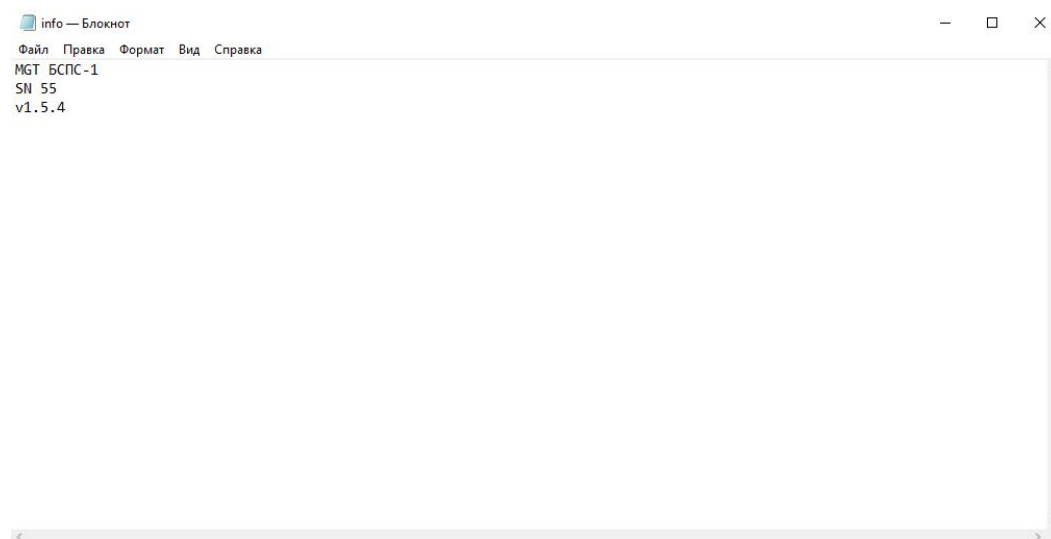 info — Блокнот
Файл Правка Формат Вид Справка
MGT БСПС-1
SN 55
v1.5.4